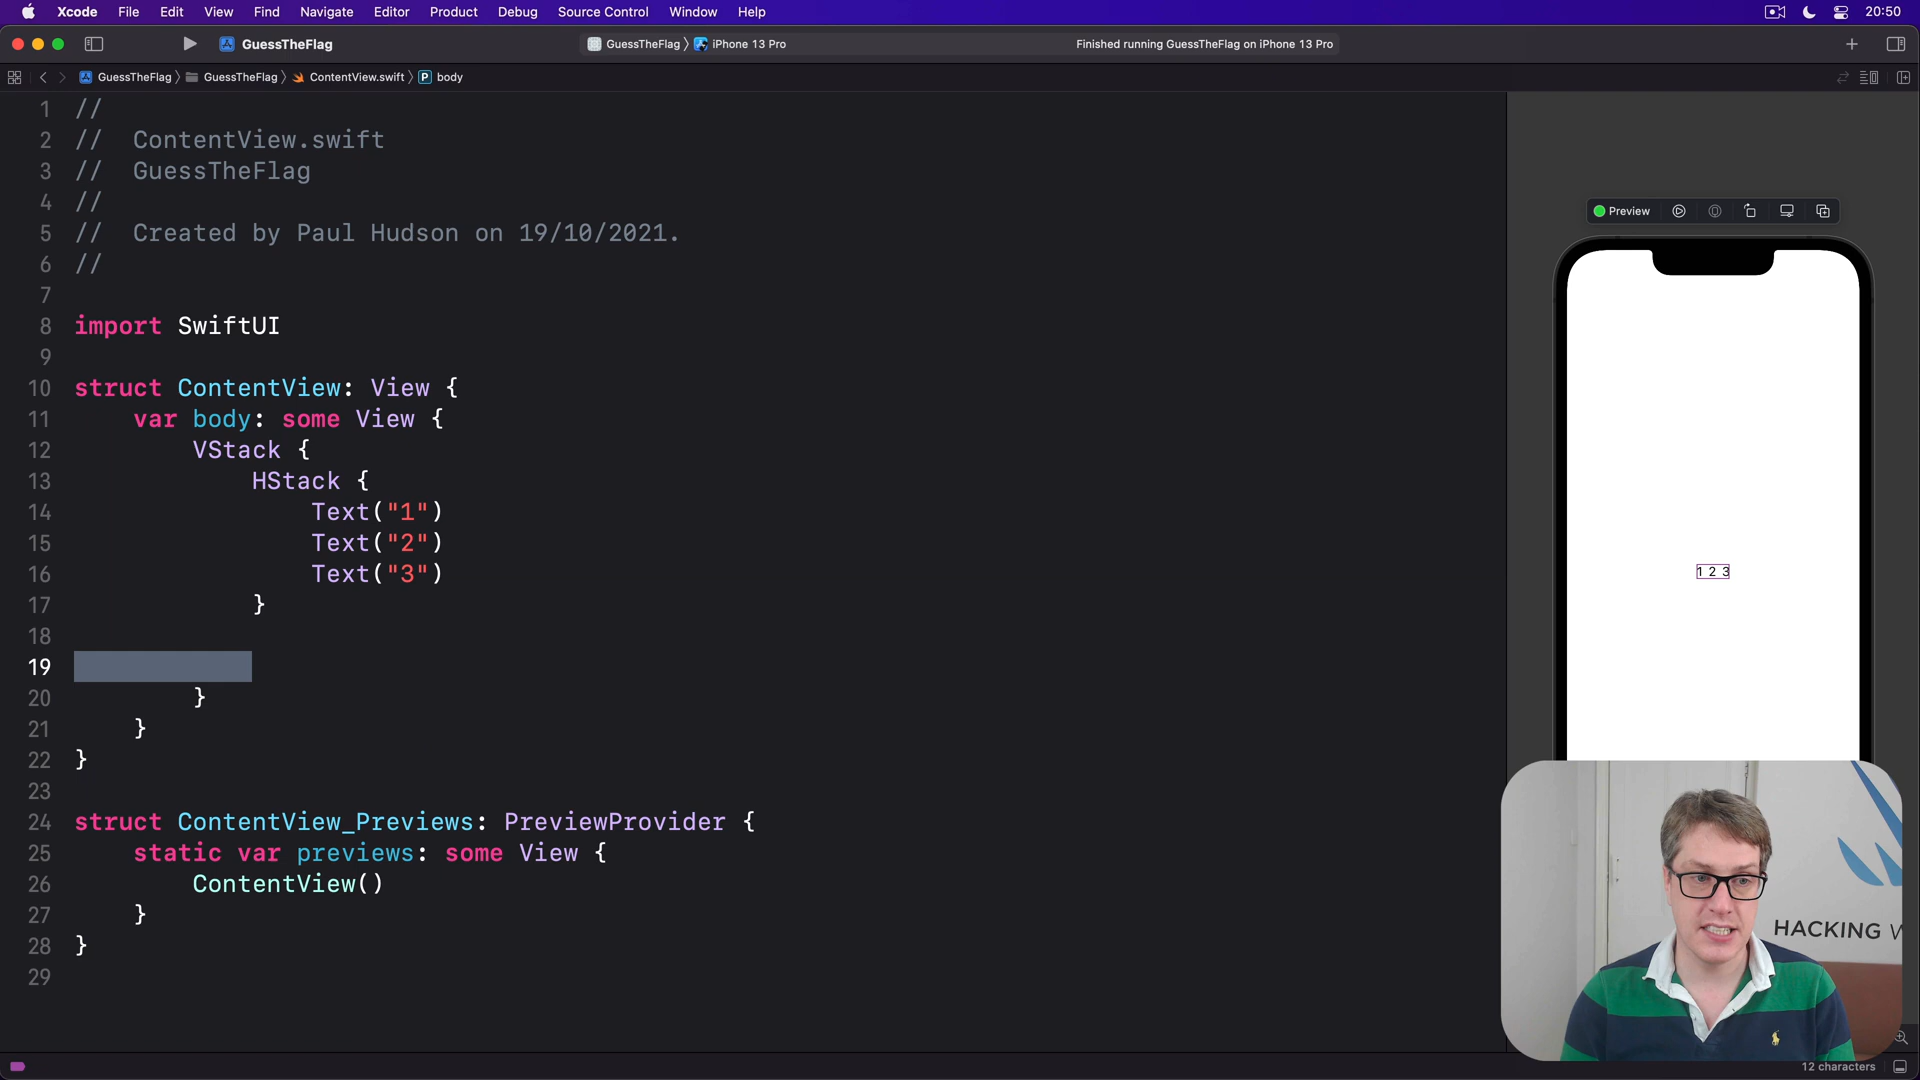 Xcode File Edit View Find Navigate Editor Product Debug Source Control Window Help 20:50
GuessTheFlag GuessTheFlag 〉 iPhone 13 Pro Finished running GuessTheFlag on iPhone 13 Pro
GuessTheFlag 〉 GuessTheFlag 〉 ContentView.swift 〉 P body
1 //
2 //  ContentView.swift
3 //  GuessTheFlag
4 //
5 //  Created by Paul Hudson on 19/10/2021.
6 //
7
8 import SwiftUI
9
10 struct ContentView: View {
11     var body: some View {
12         VStack {
13             HStack {
14                 Text("1")
15                 Text("2")
16                 Text("3")
17             }
18
19
20         }
21     }
22 }
23
24 struct ContentView_Previews: PreviewProvider {
25     static var previews: some View {
26         ContentView()
27     }
28 }
29
Preview
1 2 3
HACKING W
12 characters